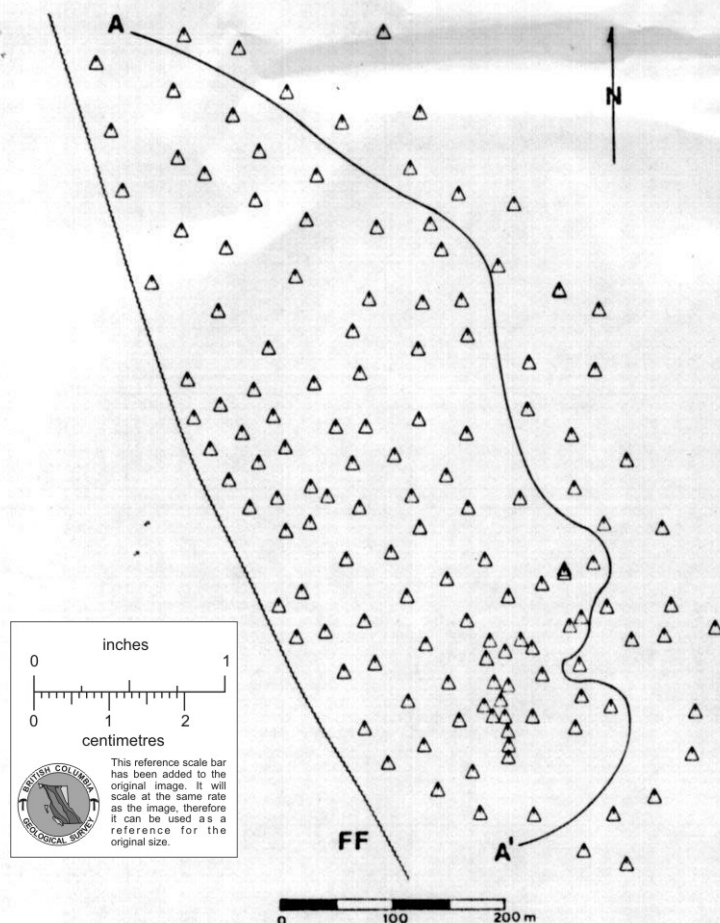 A
N
inches
0 1
0 1 2
centimetres
BRITISH COLUMBIA
GEOLOGICAL SURVEY
This reference scale bar
has been added to the
original image. It will
scale at the same rate
as the image, therefore
it can be used as a
reference for the
original size.
FF
A'
0 100 200 m